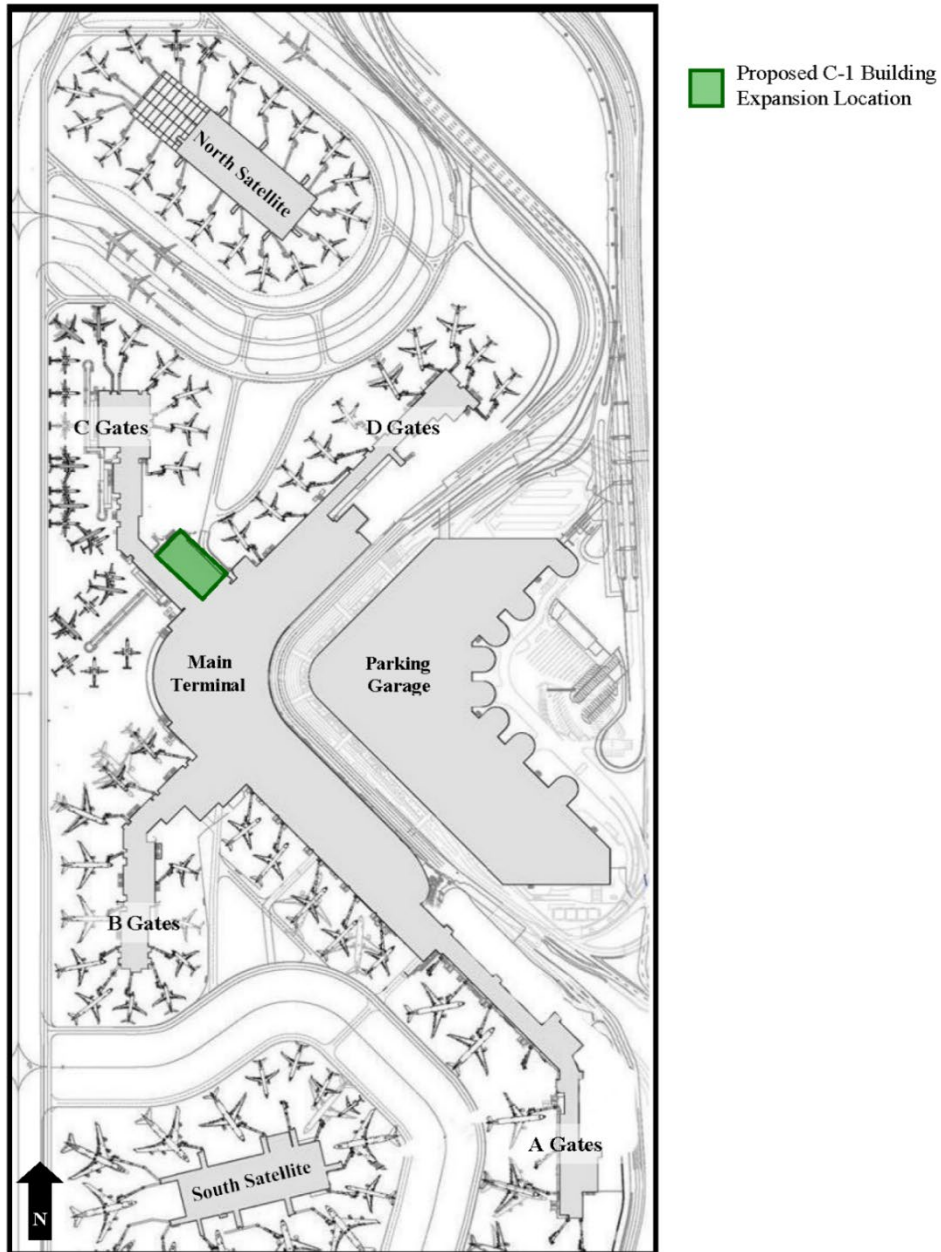 Proposed C-1 Building
Expansion Location
North Satellite
C Gates
D Gates
Main
Terminal
Parking
Garage
B Gates
A Gates
South Satellite
N